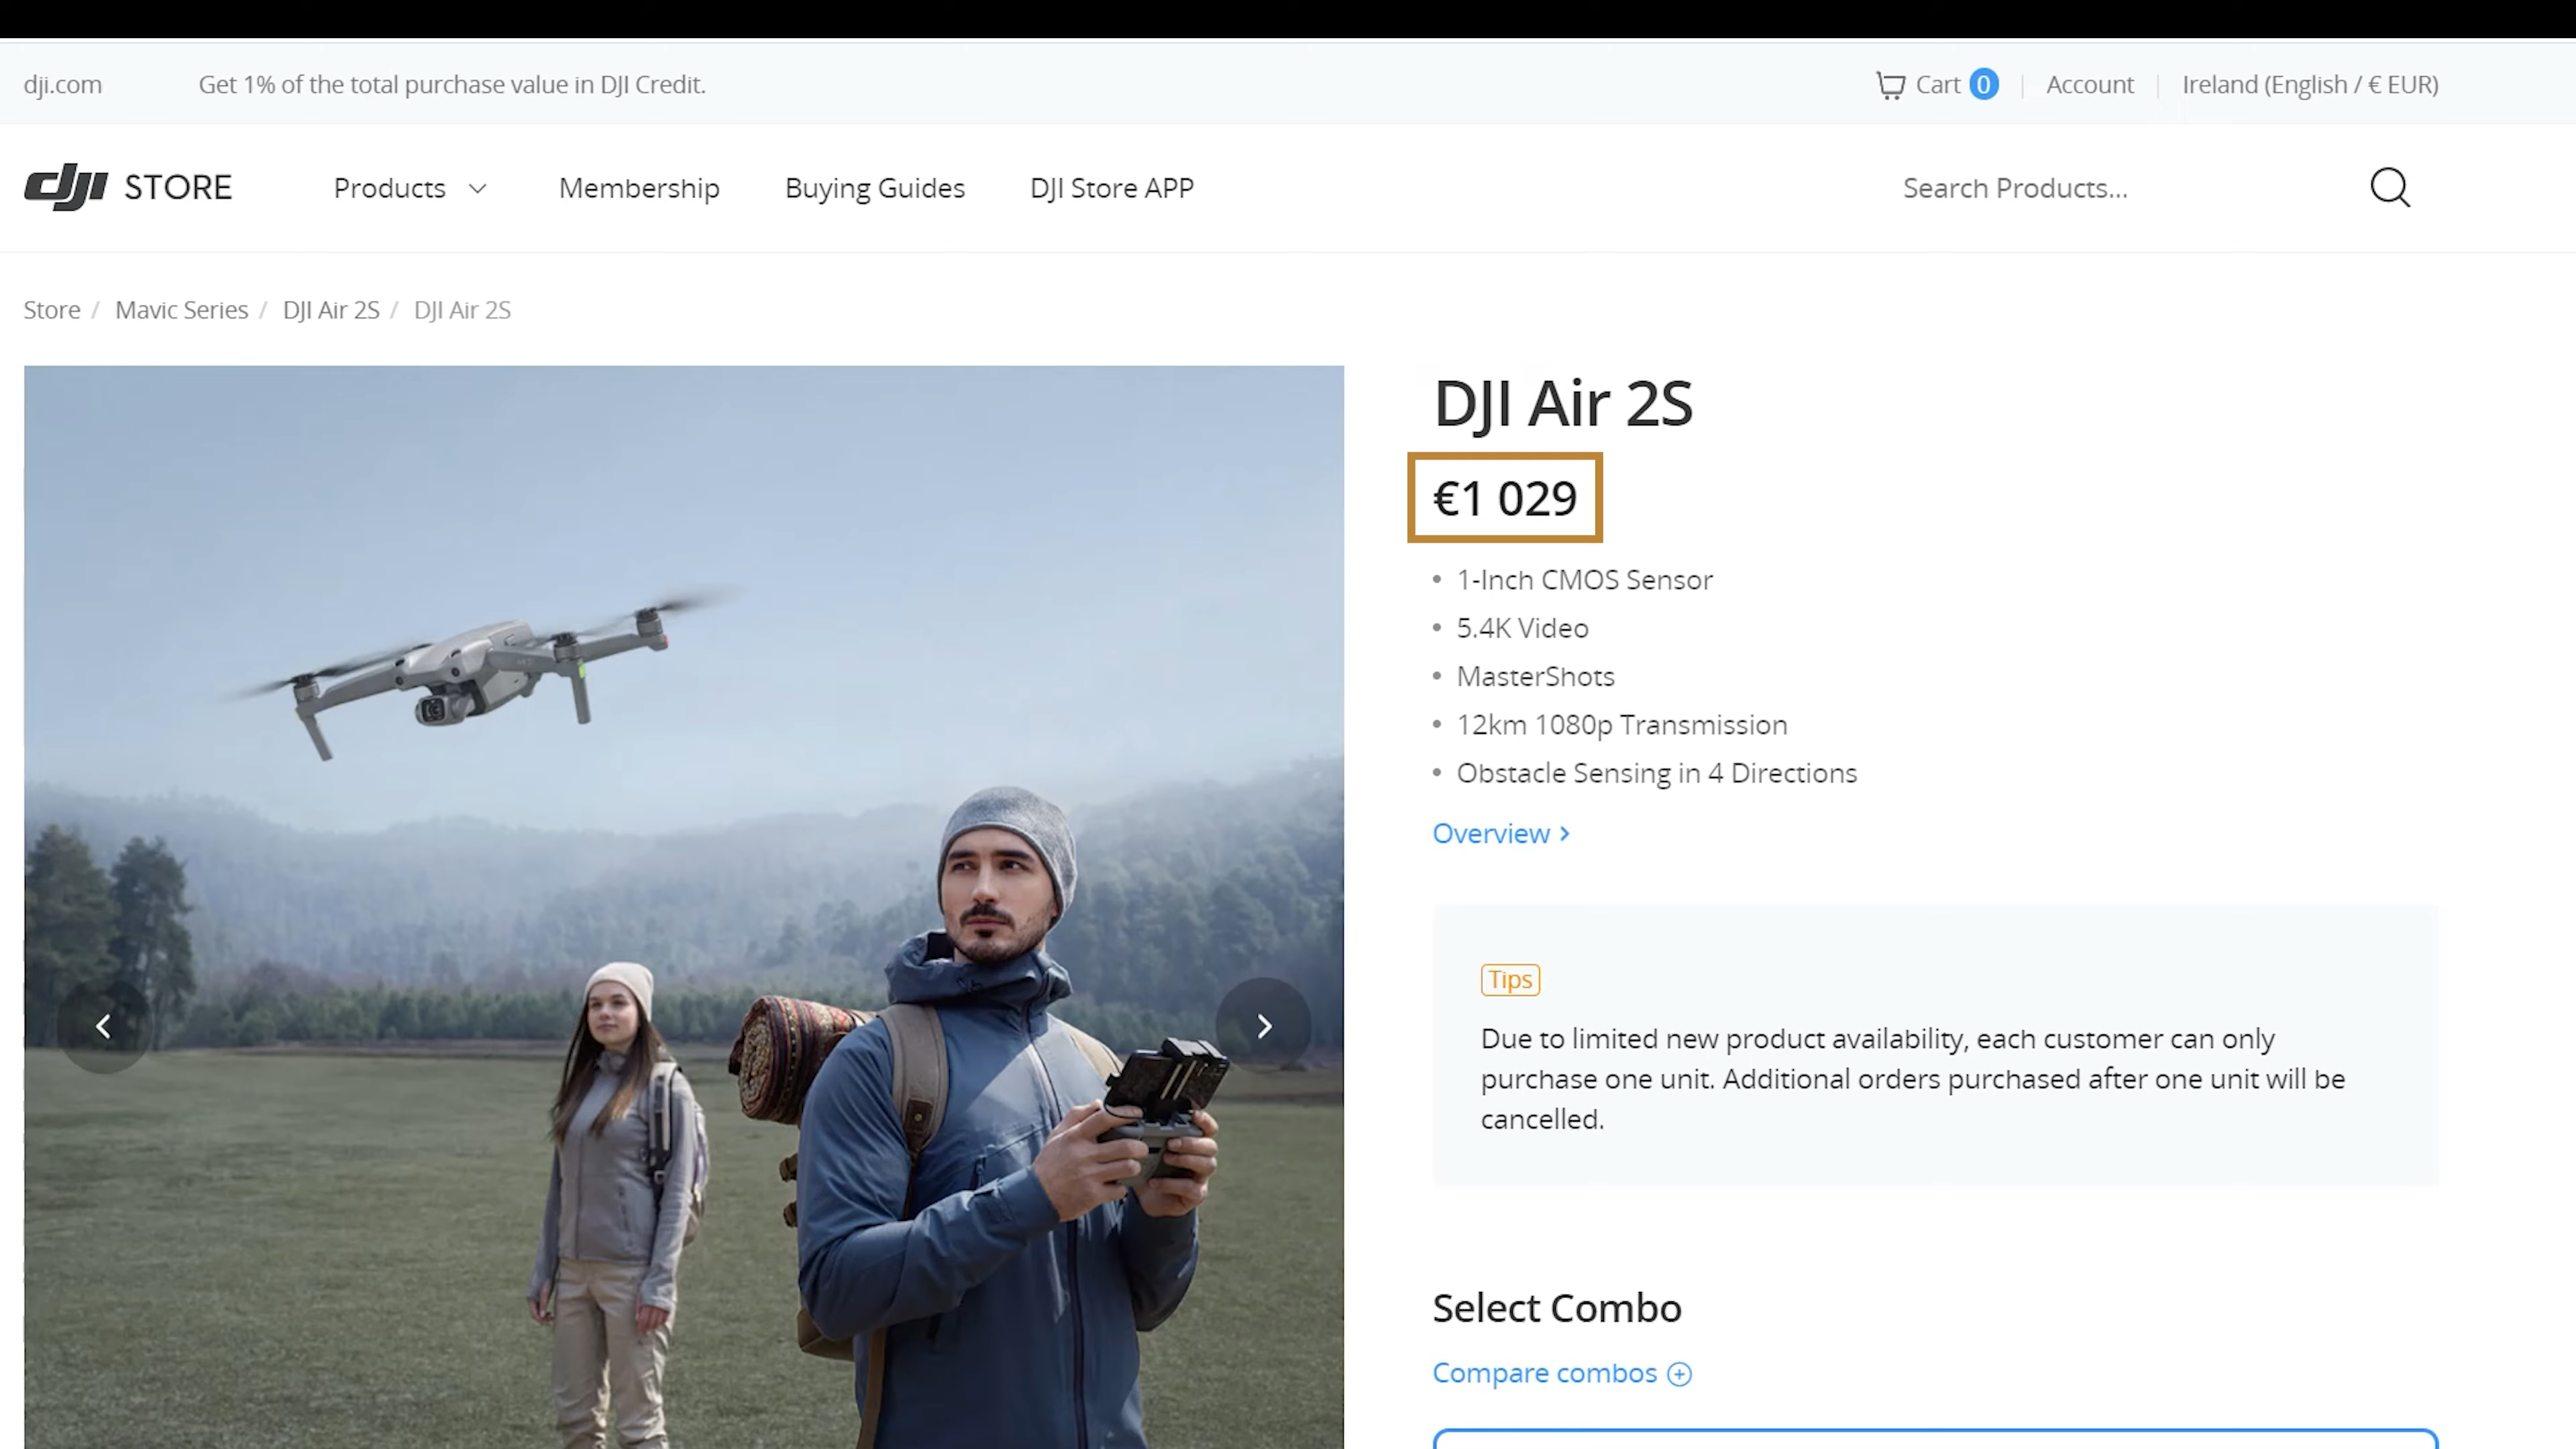 dji.com
Get 1% of the total purchase value in DJI Credit.
Cart 0
Account
Ireland (English / € EUR)
dji STORE
Products
Membership
Buying Guides
DJI Store APP
Search Products...
Store / Mavic Series / DJI Air 2S / DJI Air 2S
DJI Air 2S
€1 029
• 1-Inch CMOS Sensor
• 5.4K Video
• MasterShots
• 12km 1080p Transmission
• Obstacle Sensing in 4 Directions
Overview >
Tips
Due to limited new product availability, each customer can only
purchase one unit. Additional orders purchased after one unit will be
cancelled.
Select Combo
Compare combos